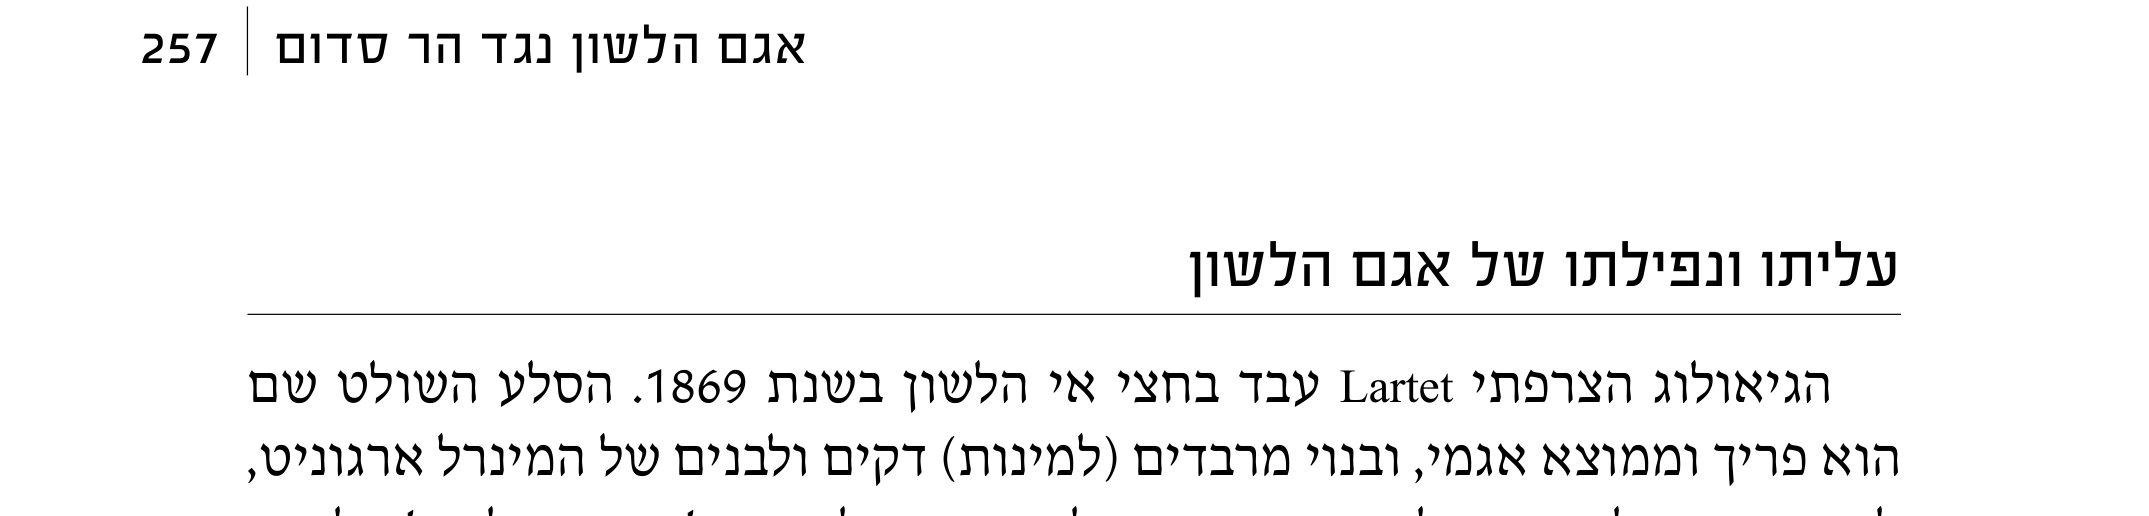 אגם הלשון נגד הר סדום | 257
עליתו ונפילתו של אגם הלשון
הגיאולוג הצרפתי Lartet עבד בחצי אי הלשון בשנת 1869. הסלע השולט שם
הוא פריך וממוצא אגמי, ובנוי מרבדים (למינות) דקים ולבנים של המינרל ארגוניט,